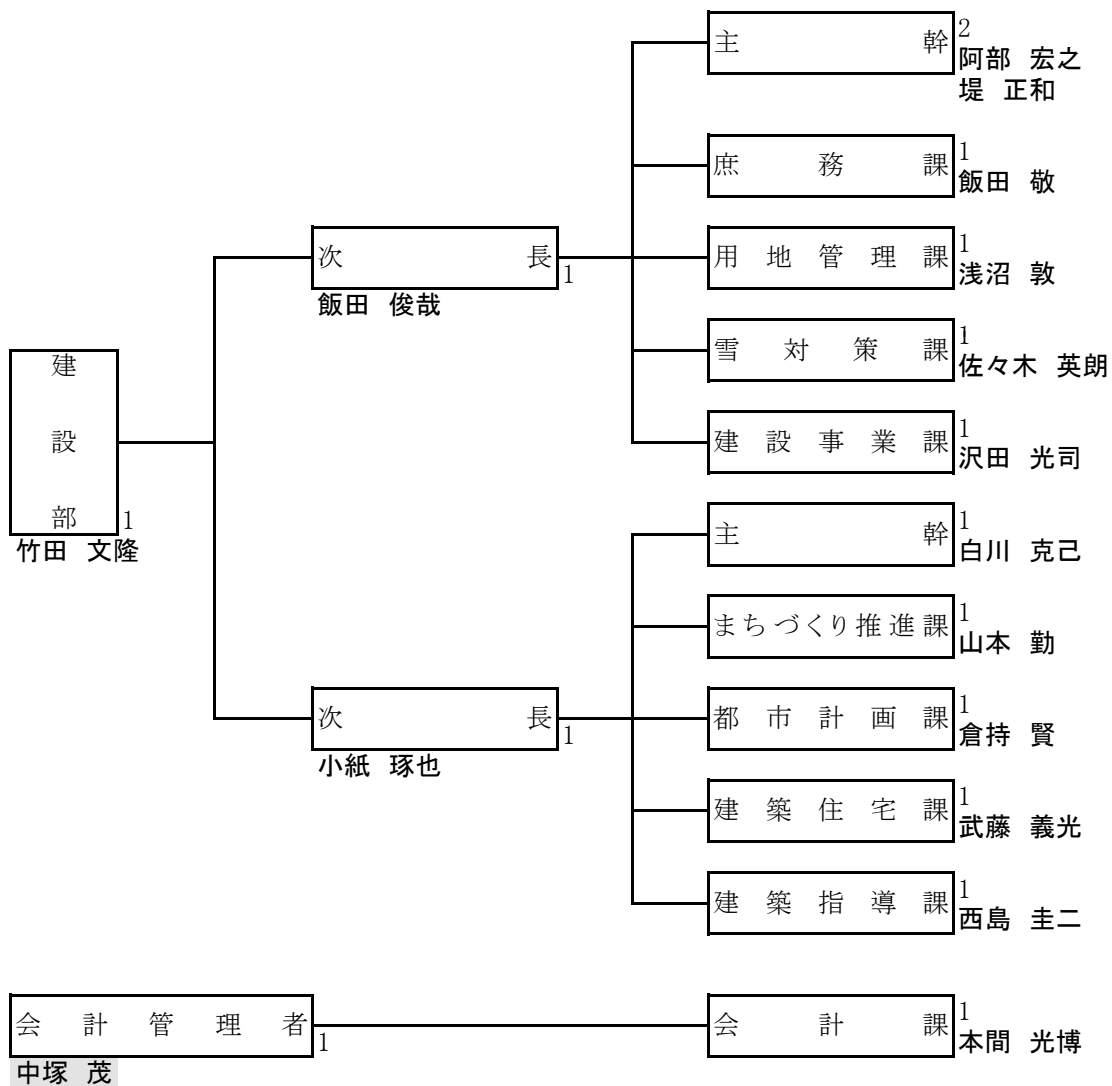 主幹 2
阿部 宏之
堤 正和
庶務課 1
飯田 敬
次長 1
飯田 俊哉
用地管理課 1
浅沼 敦
雪対策課 1
佐々木 英朗
建設部 1
竹田 文隆
建設事業課 1
沢田 光司
主幹 1
白川 克己
まちづくり推進課 1
山本 勤
次長 1
小紙 琢也
都市計画課 1
倉持 賢
建築住宅課 1
武藤 義光
建築指導課 1
西島 圭二
会計管理者 1
中塚 茂
会計課 1
本間 光博